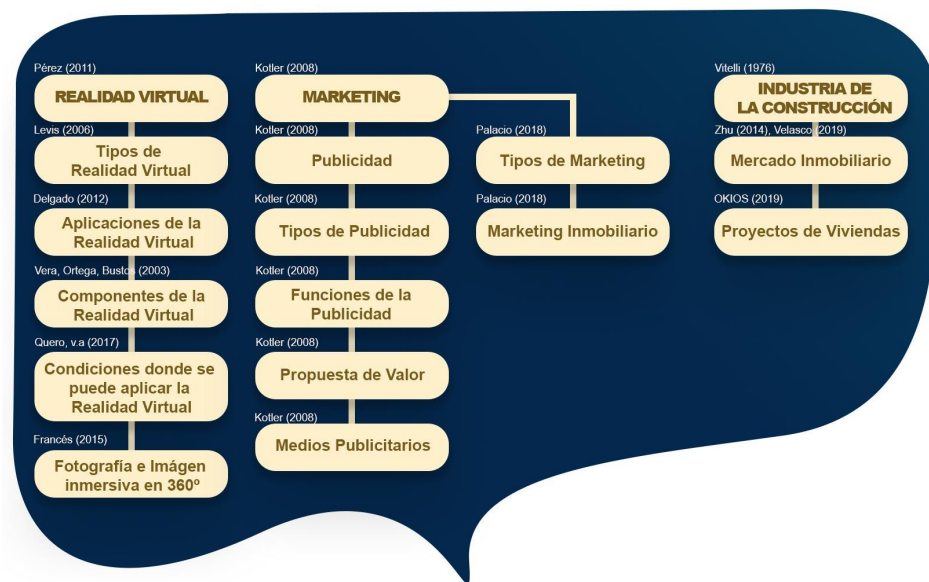 Pérez (2011)
REALIDAD VIRTUAL
Levis (2006)
Tipos de
Realidad Virtual
Delgado (2012)
Aplicaciones de la
Realidad Virtual
Vera, Ortega, Bustos (2003)
Componentes de la
Realidad Virtual
Quero, v.a (2017)
Condiciones donde se
puede aplicar la
Realidad Virtual
Francés (2015)
Fotografía e Imágen
inmersiva en 360º
Kotler (2008)
MARKETING
Kotler (2008)
Publicidad
Kotler (2008)
Tipos de Publicidad
Kotler (2008)
Funciones de la
Publicidad
Kotler (2008)
Propuesta de Valor
Kotler (2008)
Medios Publicitarios
Palacio (2018)
Tipos de Marketing
Palacio (2018)
Marketing Inmobiliario
Vitelli (1976)
INDUSTRIA DE
LA CONSTRUCCIÓN
Zhu (2014), Velasco (2019)
Mercado Inmobiliario
OKIOS (2019)
Proyectos de Viviendas